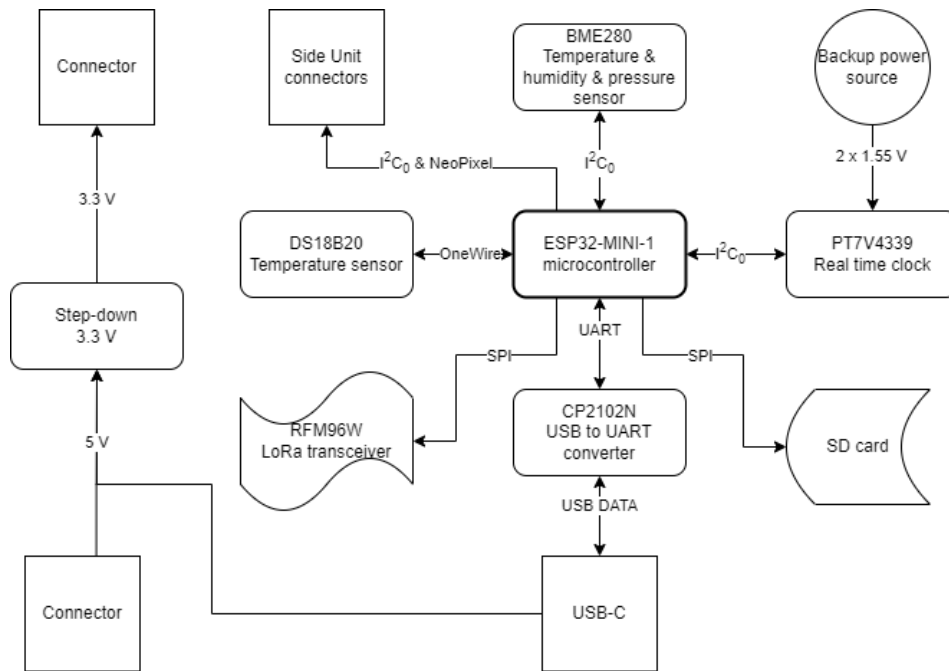 Connector
Side Unit
connectors
BME280
Temperature &
humidity & pressure
sensor
Backup power
source
I²C₀ & NeoPixel
I²C₀
2 x 1.55 V
3.3 V
DS18B20
Temperature sensor
OneWire
ESP32-MINI-1
microcontroller
I²C₀
PT7V4339
Real time clock
Step-down
3.3 V
UART
SPI
SPI
RFM96W
LoRa transceiver
CP2102N
USB to UART
converter
SD card
5 V
USB DATA
Connector
USB-C